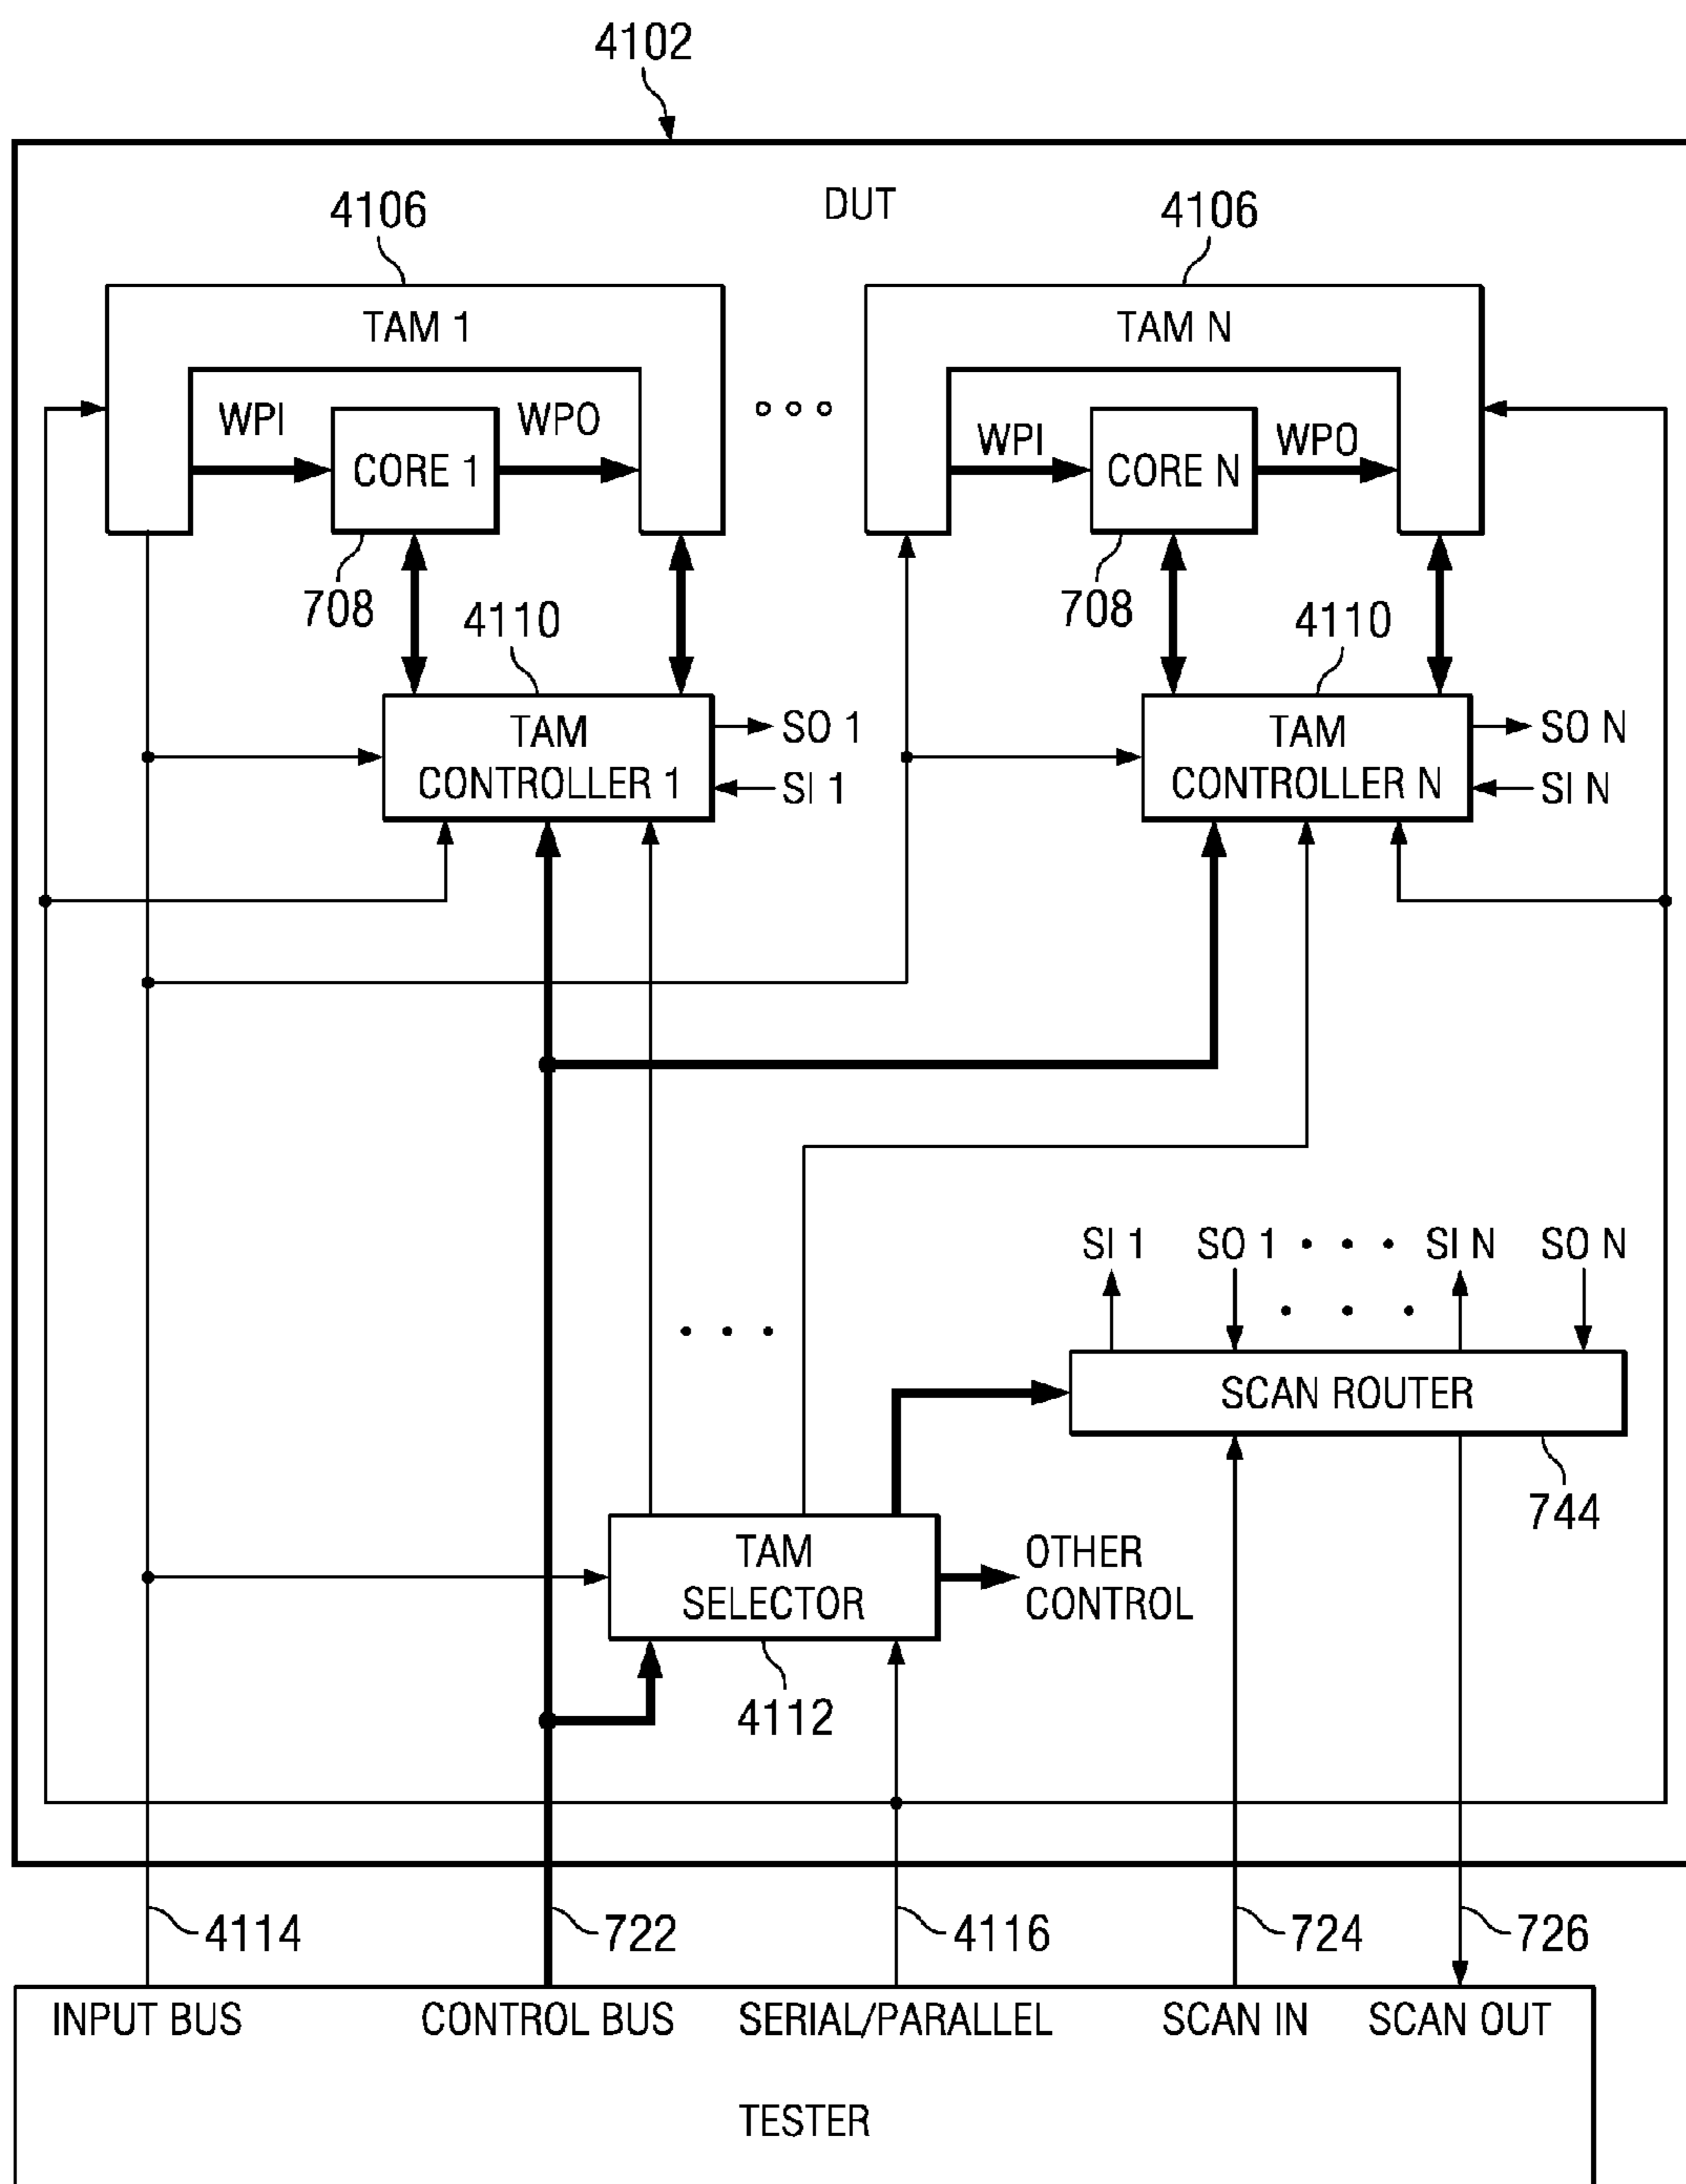 4102
DUT
4106
4106
TAM 1
TAM N
WPI
WPO
CORE 1
WPI
WPO
CORE N
708
708
4110
4110
TAM
CONTROLLER 1
SO 1
SI 1
TAM
CONTROLLER N
SO N
SI N
SI 1
SO 1
SI N
SO N
SCAN ROUTER
744
TAM
SELECTOR
OTHER
CONTROL
4112
4114
722
4116
724
726
INPUT BUS
CONTROL BUS
SERIAL/PARALLEL
SCAN IN
SCAN OUT
TESTER